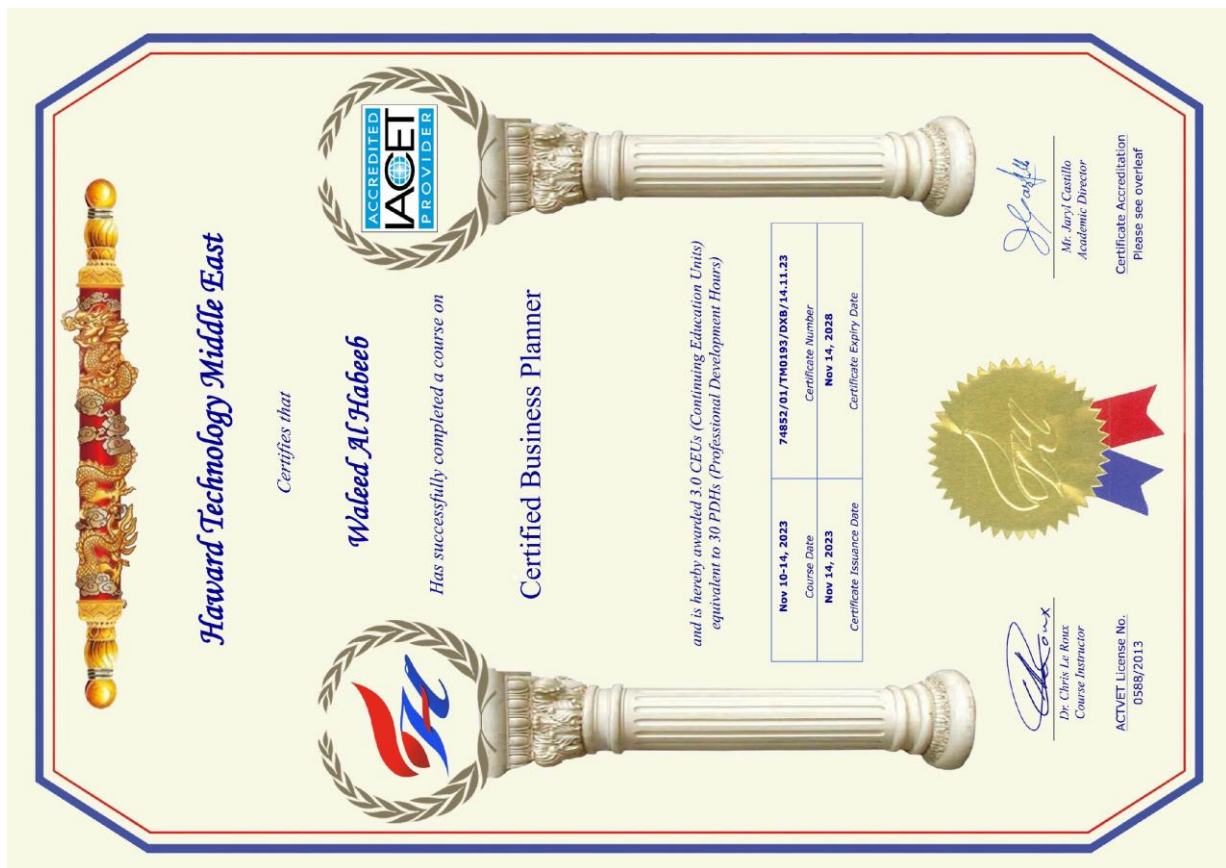 Haward Technology Middle East
Certifies that
ACCREDITED
IACET
PROVIDER
Waleed Al Habeeb
Has successfully completed a course on
Certified Business Planner
and is hereby awarded 3.0 CEUs (Continuing Education Units)
equivalent to 30 PDHs (Professional Development Hours)
Nov 10-14, 2023
Course Date
74852/01/TM0193/DXB/14.11.23
Certificate Number
Nov 14, 2023
Certificate Issuance Date
Nov 14, 2028
Certificate Expiry Date
Dr. Chris Le Roux
Course Instructor
ACTVET License No.
0588/2013
Mr. Jaryl Castillo
Academic Director
Certificate Accreditation
Please see overleaf